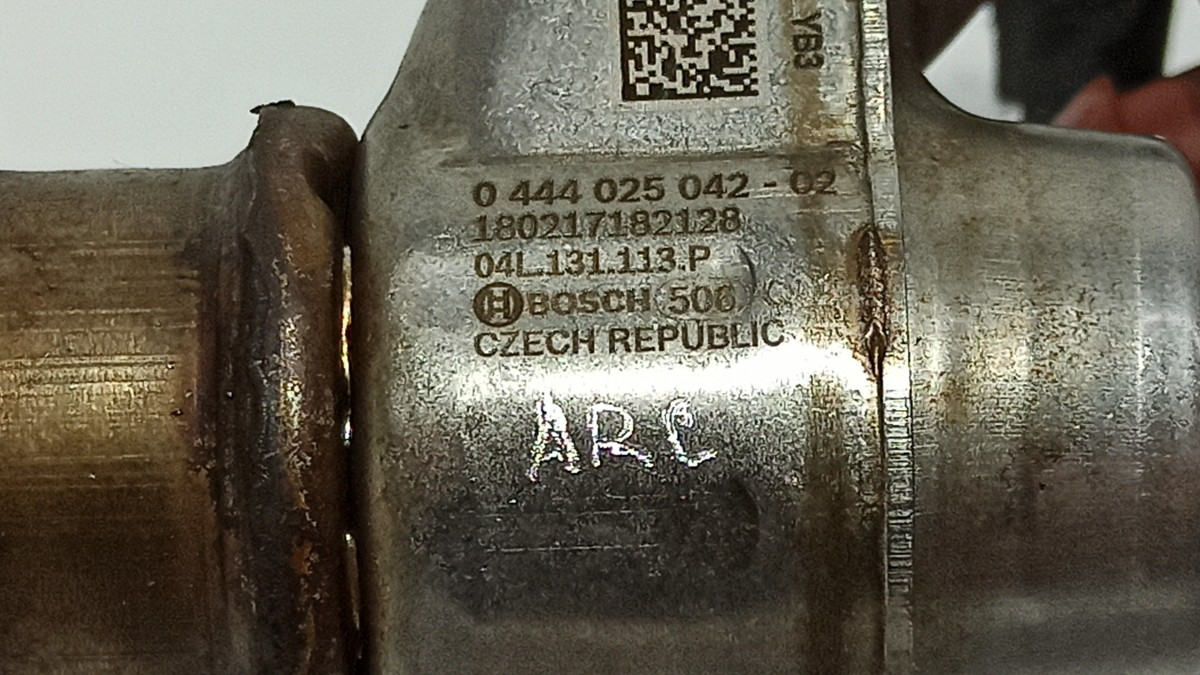 YB3
0 444 025 042 - 02
180217182128
04L.131.113.P
BOSCH 506
CZECH REPUBLIC
ARC